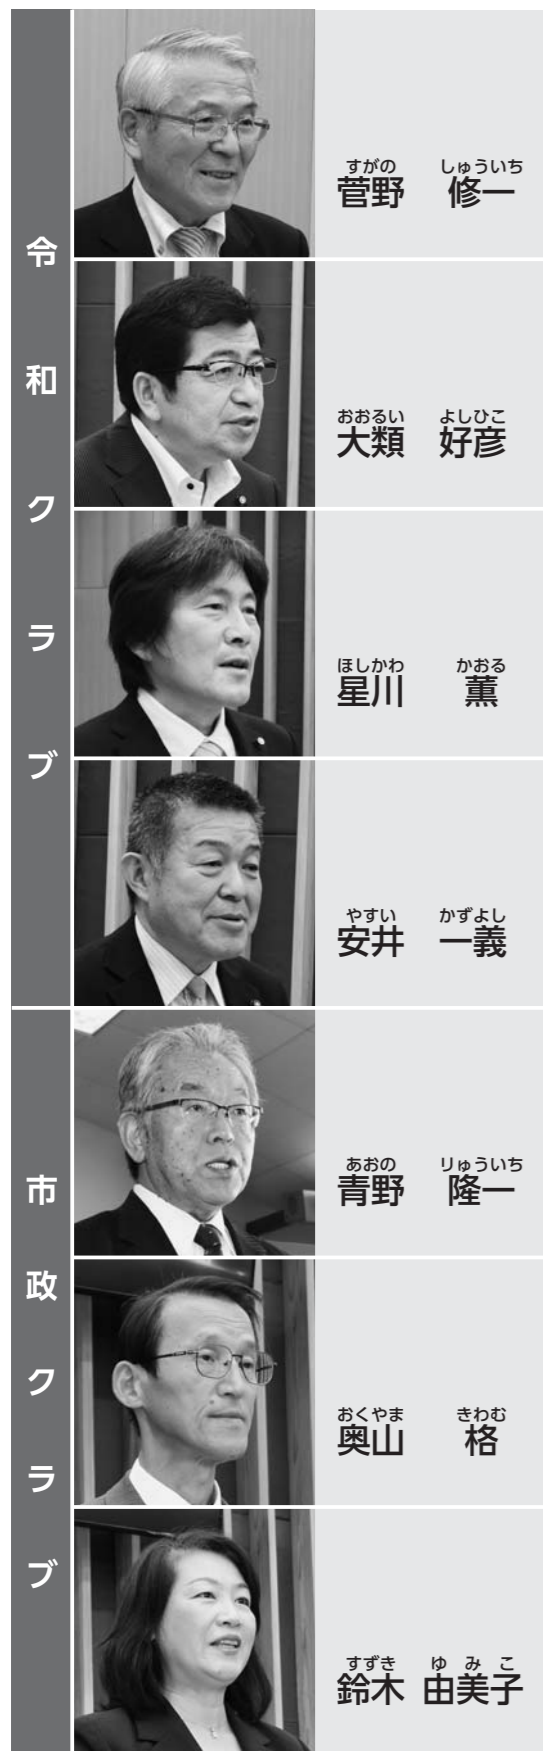 令和クラブ
すがの しゅういち
菅野 修一
おおるい よしひこ
大類 好彦
ほしかわ かおる
星川 薫
やすい かずよし
安井 一義
市政クラブ
あおの りゅういち
青野 隆一
おくやま きわむ
奥山 格
すずき ゆみこ
鈴木 由美子